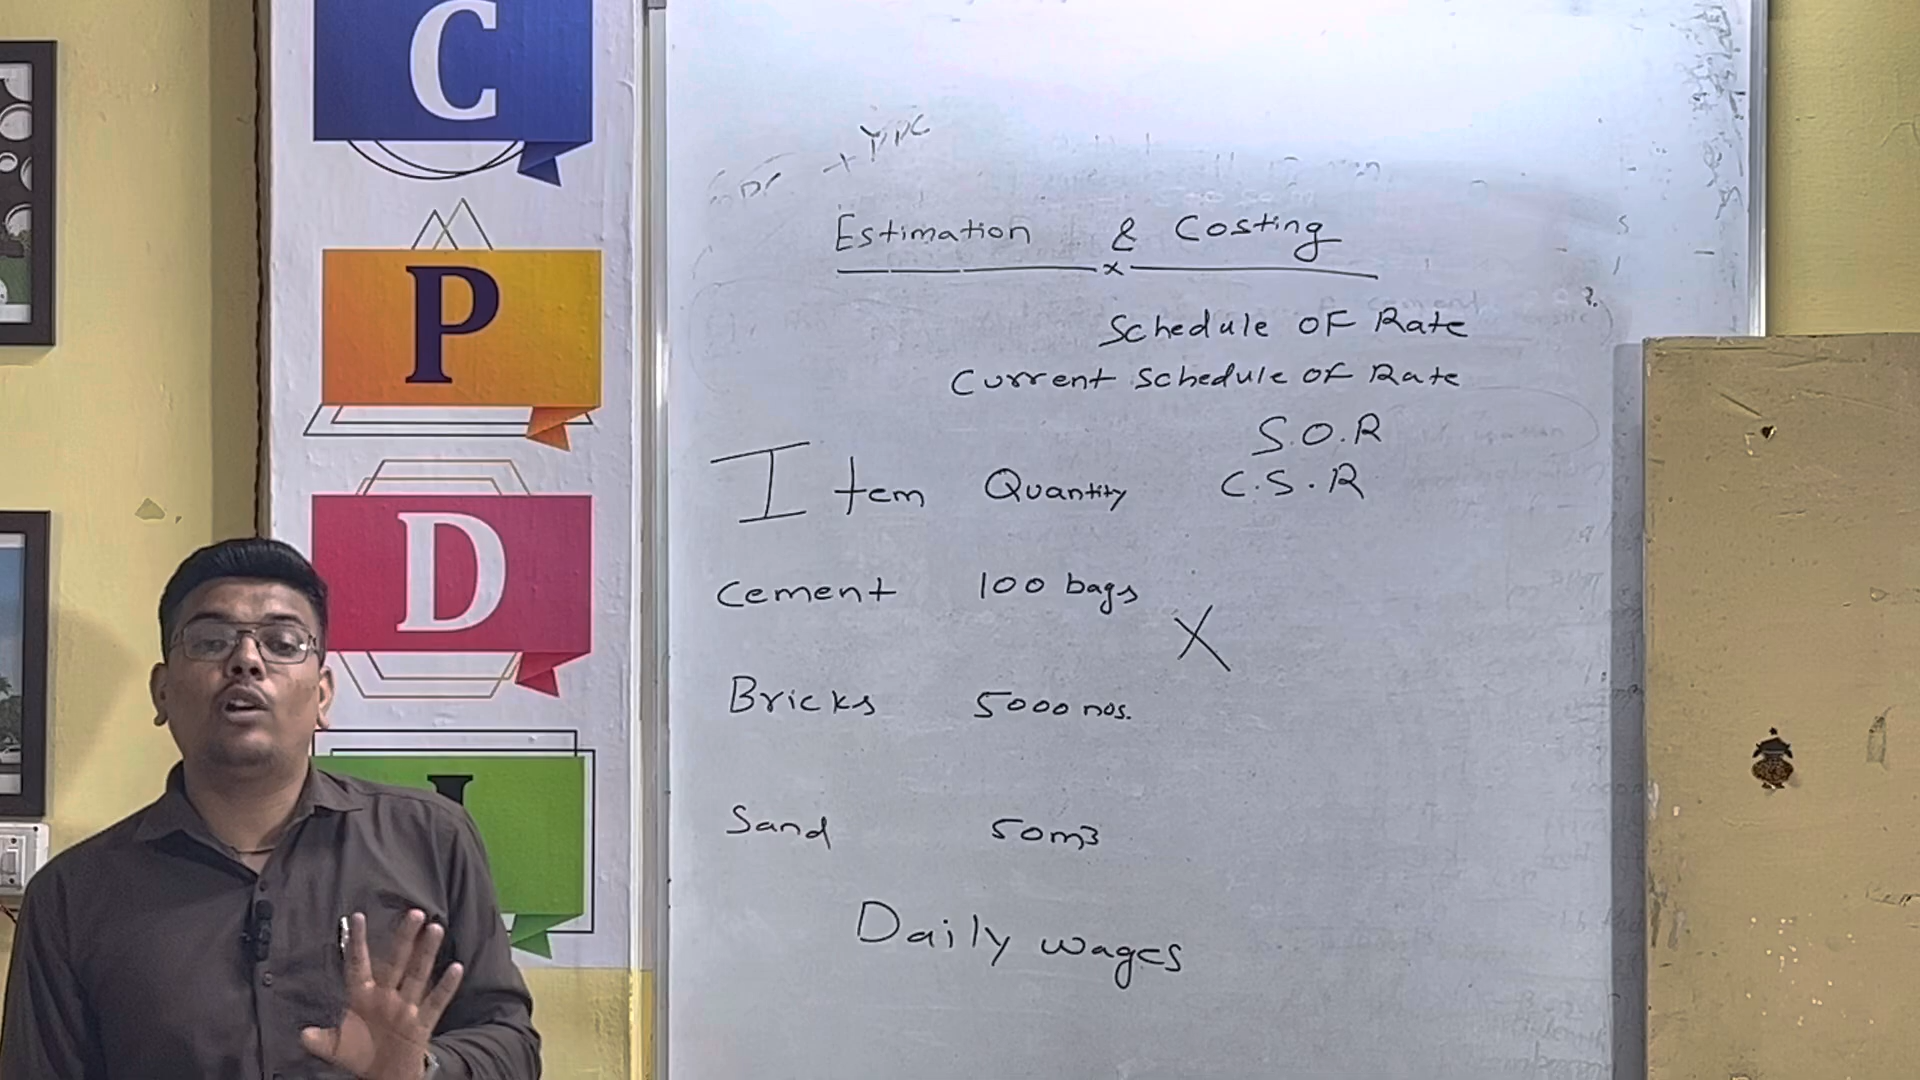 C
P
D
Estimation & Costing
x
Schedule OF Rate
Current Schedule OF Rate
S.O.R
Item Quantity C.S.R
Cement 100 bags
X
Bricks 5000 nos.
Sand 50m3
Daily wages